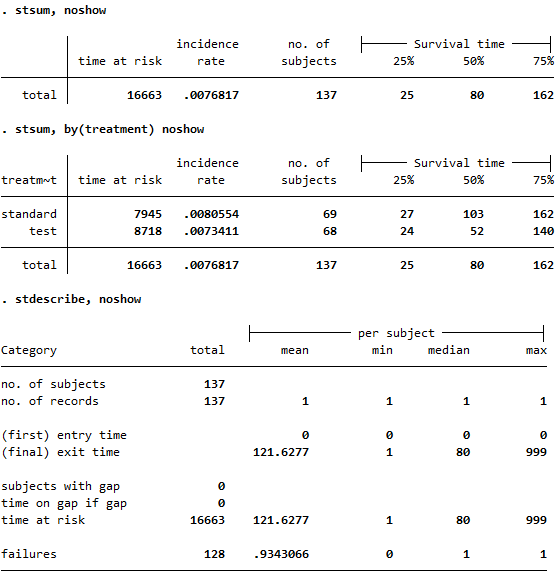 . stsum, noshow
incidence no. of Survival time
time at risk rate subjects 25% 50% 75%
total 16663 .0076817 137 25 80 162
. stsum, by(treatment) noshow
incidence no. of Survival time
treatm~t time at risk rate subjects 25% 50% 75%
standard 7945 .0080554 69 27 103 162
test 8718 .0073411 68 24 52 140
total 16663 .0076817 137 25 80 162
. stdescribe, noshow
per subject
Category total mean min median max
no. of subjects 137
no. of records 137 1 1 1 1
(first) entry time 0 0 0 0
(final) exit time 121.6277 1 80 999
subjects with gap 0
time on gap if gap 0
time at risk 16663 121.6277 1 80 999
failures 128 .9343066 0 1 1